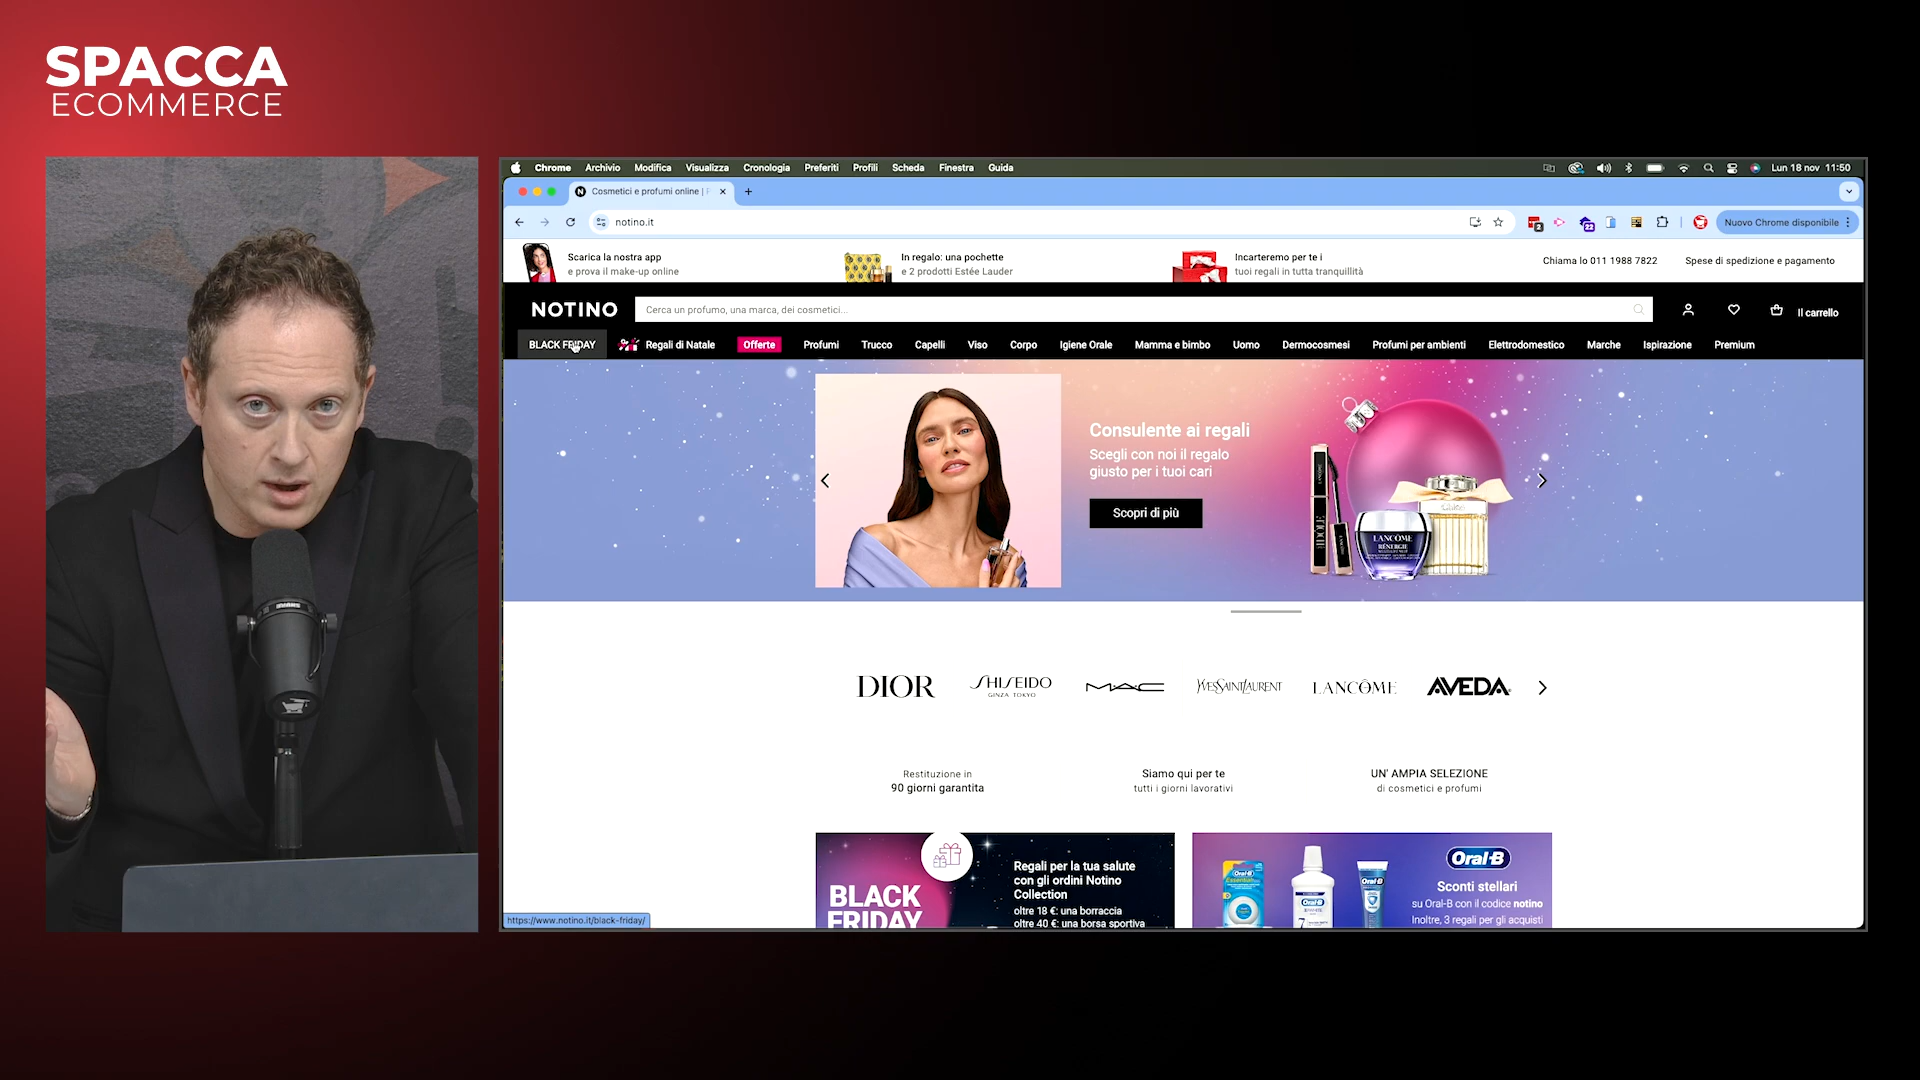 SPACCA
ECOMMERCE
Chrome Archivio Modifica Visualizza Cronologia Preferiti Profili Scheda Finestra Guida
Lun 18 nov 11:50
Cosmetici e profumi online |
notino.it
Nuovo Chrome disponibile
2
22
Scarica la nostra app
e prova il make-up online
In regalo: una pochette
e 2 prodotti Estée Lauder
Incarteremo per te i
tuoi regali in tutta tranquillità
Chiama lo 011 1988 7822
Spese di spedizione e pagamento
NOTINO
Cerca un profumo, una marca, dei cosmetici...
Il carrello
BLACK FRIDAY Regali di Natale Offerte Profumi Trucco Capelli Viso Corpo Igiene Orale Mamma e bimbo Uomo Dermocosmesi Profumi per ambienti Elettrodomestico Marche Ispirazione Premium
Consulente ai regali
Scegli con noi il regalo
giusto per i tuoi cari
Scopri di più
LANCÔME
RÉNERGIE
DIOR
SHISEIDO
GINZA TOKYO
MAC
YVESSAINTLAURENT
LANCÔME
AVEDA
Restituzione in
90 giorni garantita
Siamo qui per te
tutti i giorni lavorativi
UN' AMPIA SELEZIONE
di cosmetici e profumi
BLACK
FRIDAY
Regali per la tua salute
con gli ordini Notino
Collection
oltre 18 €: una borraccia
oltre 40 €: una borsa sportiva
Oral-B
Sconti stellari
su Oral-B con il codice notino
Inoltre, 3 regali per gli acquisti
https://www.notino.it/black-friday/